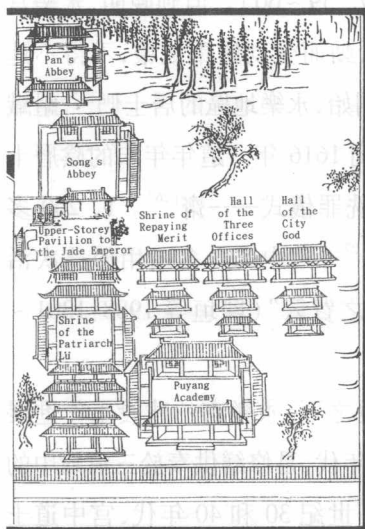 Pan's
Abbey
Song's
Abbey
Upper-Storey
Pavillion to
the Jade Emperor
Shrine of
Repaying
Merit
Hall
of the
Three
Offices
Hall
of the
City
God
Shrine
of the
Patriarch
Lu
Puyang
Academy